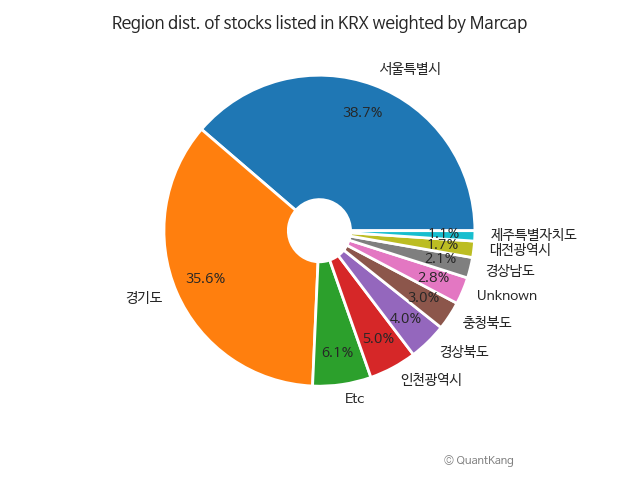 Region dist. of stocks listed in KRX weighted by Marcap
서울특별시
38.7%
경기도
35.6%
Etc
6.1%
인천광역시
5.0%
경상북도
4.0%
충청북도
3.0%
Unknown
2.8%
경상남도
2.1%
대전광역시
1.7%
제주특별자치도
1.1%
© QuantKang